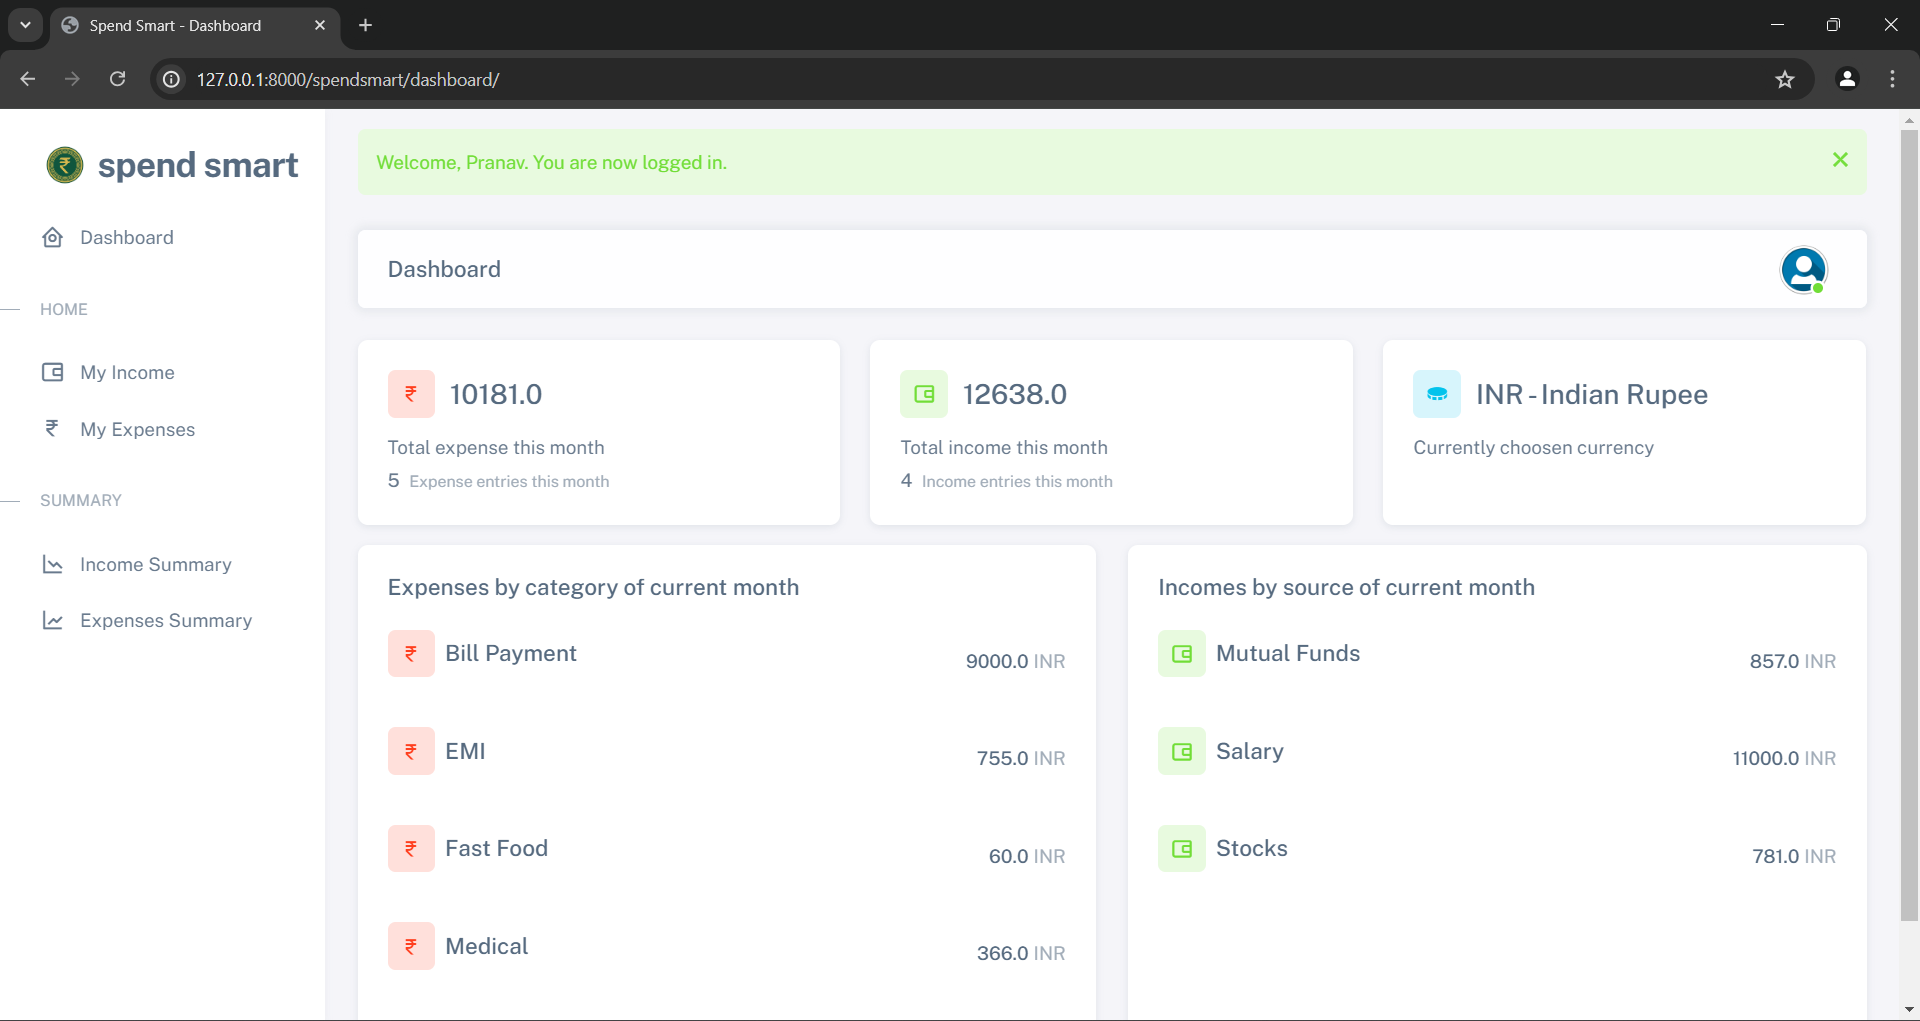 Spend Smart - Dashboard
127.0.0.1:8000/spendsmart/dashboard/
spend smart
Dashboard
HOME
My Income
₹ My Expenses
SUMMARY
Income Summary
Expenses Summary
Welcome, Pranav. You are now logged in.
Dashboard
₹ 10181.0
Total expense this month
5 Expense entries this month
12638.0
Total income this month
4 Income entries this month
INR - Indian Rupee
Currently choosen currency
Expenses by category of current month
₹ Bill Payment 9000.0 INR
₹ EMI 755.0 INR
₹ Fast Food 60.0 INR
₹ Medical 366.0 INR
Incomes by source of current month
Mutual Funds 857.0 INR
Salary 11000.0 INR
Stocks 781.0 INR